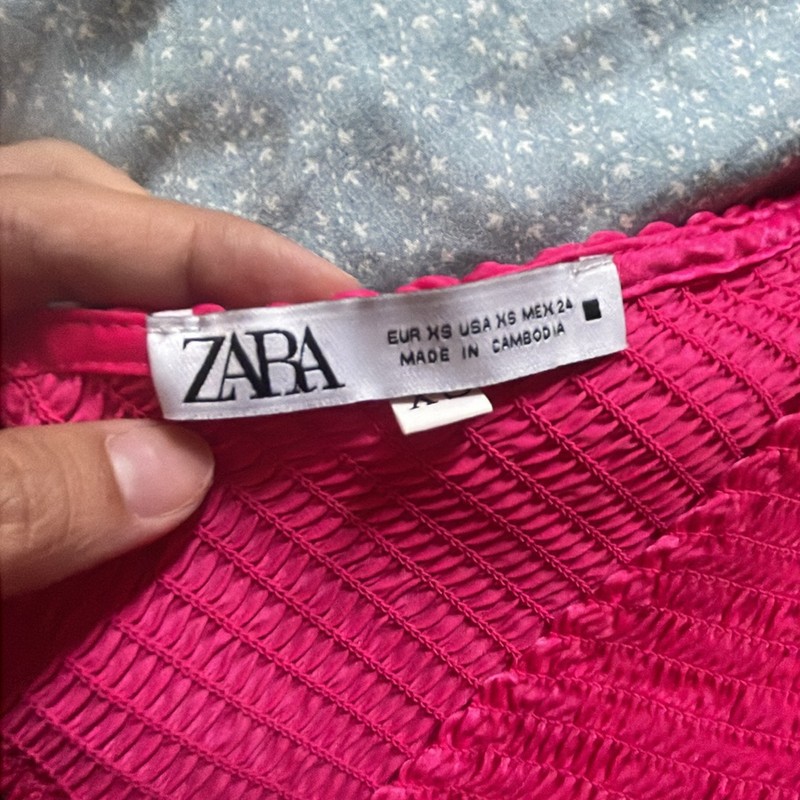 ZARA
EUR XS USA XS MEX 24
MADE IN CAMBODIA